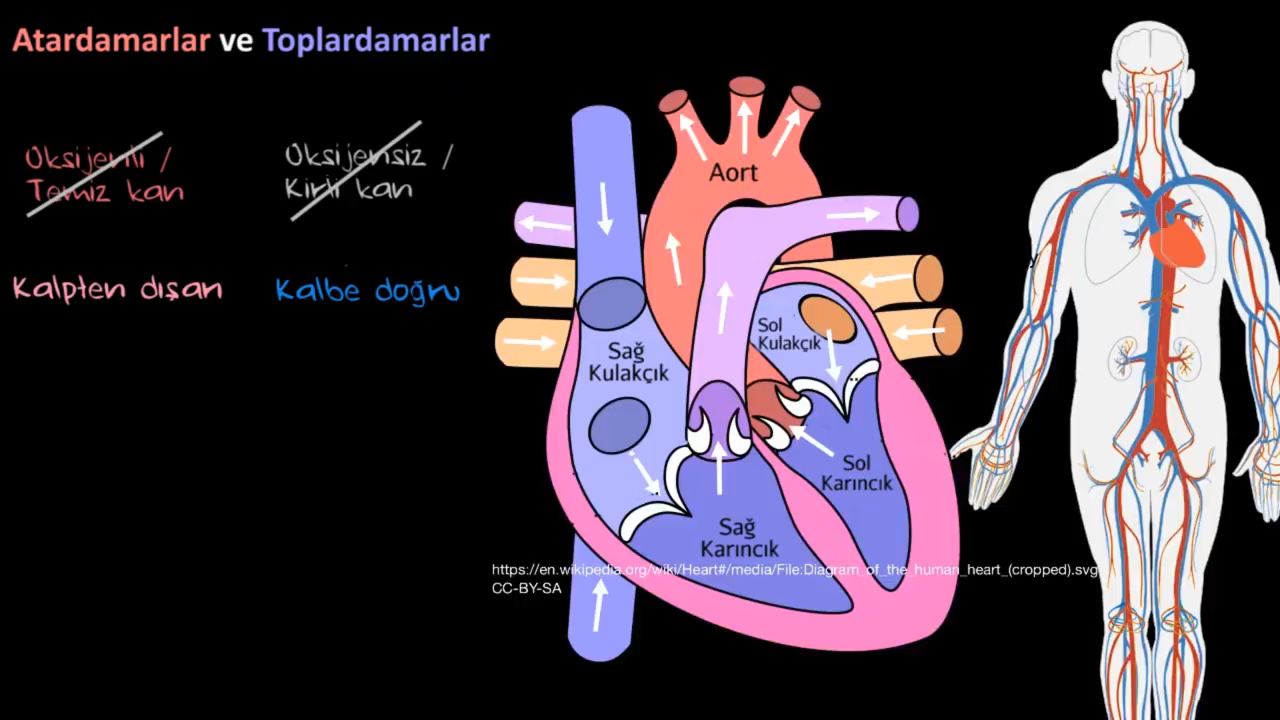 Atardamarlar ve Toplardamarlar
Oksijenli /
Temiz kan
Oksijensiz /
Kirli kan
Kalpten dışarı
Kalbe doğru
Aort
Sağ
Kulakçık
Sol
Kulakçık
Sol
Karıncık
Sağ
Karıncık
https://en.wikipedia.org/wiki/Heart#/media/File:Diagram_of_the_human_heart_(cropped).svg
CC-BY-SA